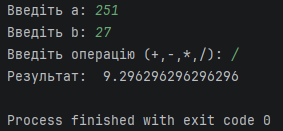 Введіть a: 251
Введіть b: 27
Введіть операцію (+,-,*,/): /
Результат:  9.296296296296296
Process finished with exit code 0